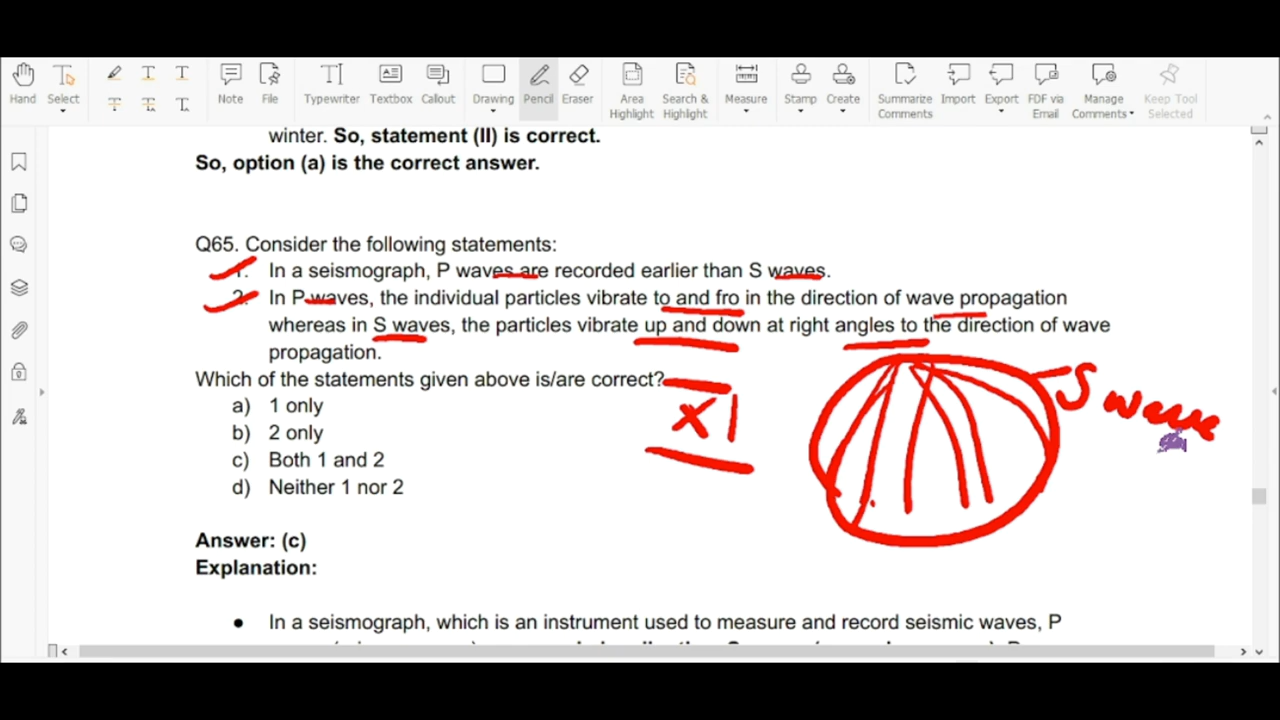 Hand
Select
Note
File
Typewriter
Textbox
Callout
Drawing
Pencil
Eraser
Area Highlight
Search & Highlight
Measure
Stamp
Create
Summarize Comments
Import
Export
FDF via Email
Manage Comments
Keep Tool Selected
winter. So, statement (II) is correct.
So, option (a) is the correct answer.
Q65. Consider the following statements:
1. In a seismograph, P waves are recorded earlier than S waves.
2. In P waves, the individual particles vibrate to and fro in the direction of wave propagation
whereas in S waves, the particles vibrate up and down at right angles to the direction of wave
propagation.
Which of the statements given above is/are correct?
a) 1 only
b) 2 only
c) Both 1 and 2
d) Neither 1 nor 2
XI
S wave
Answer: (c)
Explanation:
• In a seismograph, which is an instrument used to measure and record seismic waves, P